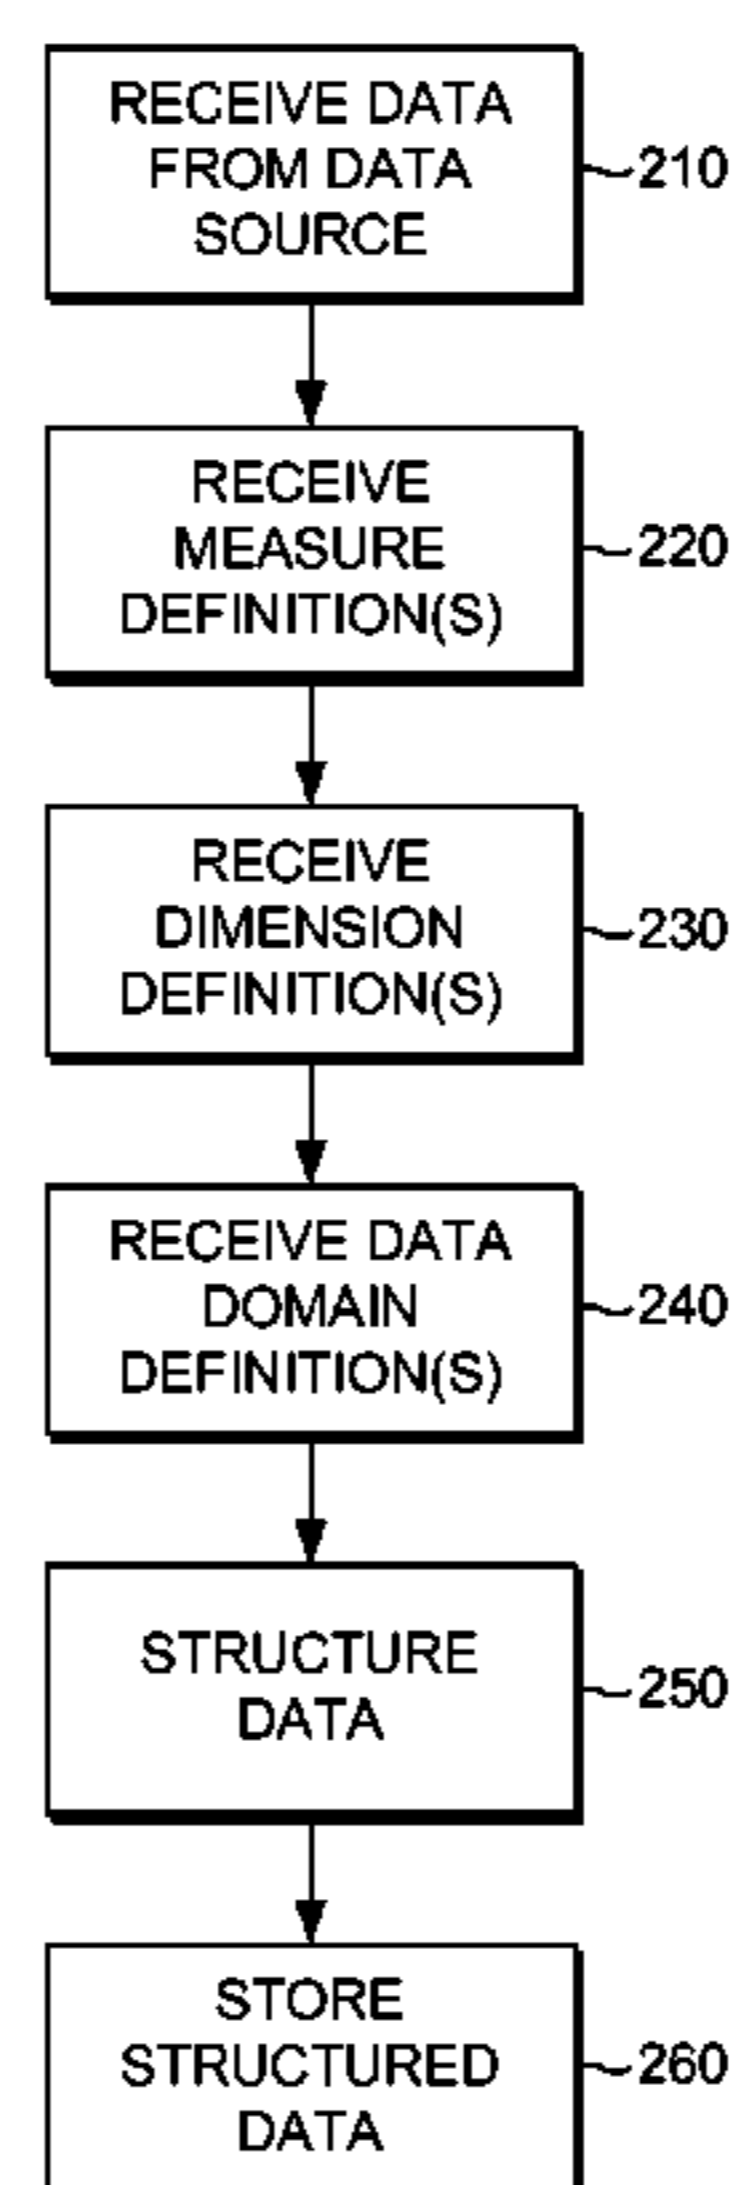 RECEIVE DATA
FROM DATA
SOURCE
210
RECEIVE
MEASURE
DEFINITION(S)
220
RECEIVE
DIMENSION
DEFINITION(S)
230
RECEIVE DATA
DOMAIN
DEFINITION(S)
240
STRUCTURE
DATA
250
STORE
STRUCTURED
DATA
260